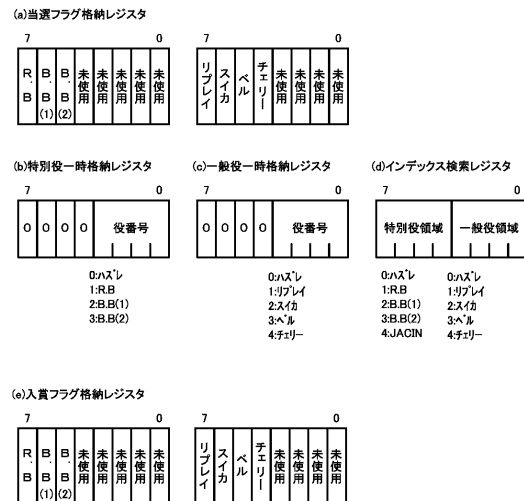 (a)当選フラグ格納レジスタ
7 0 7 0
R.B B.B(1) B.B(2) 未使用 未使用 未使用 未使用 未使用 リプレイ スイカ ベル チェリー 未使用 未使用 未使用 未使用
(b)特別役一時格納レジスタ (c)一般役一時格納レジスタ (d)インデックス検索レジスタ
7 0 7 0 7 0
0 0 0 0 役番号 0 0 0 0 役番号 特別役領域 一般役領域
0:ハズレ 0:ハズレ 0:ハズレ 0:ハズレ
1:R.B 1:リプレイ 1:R.B 1:リプレイ
2:B.B(1) 2:スイカ 2:B.B(1) 2:スイカ
3:B.B(2) 3:ベル 3:B.B(2) 3:ベル
4:チェリー 4:JACIN 4:チェリー
(e)入賞フラグ格納レジスタ
7 0 7 0
R.B B.B(1) B.B(2) 未使用 未使用 未使用 未使用 未使用 リプレイ スイカ ベル チェリー 未使用 未使用 未使用 未使用